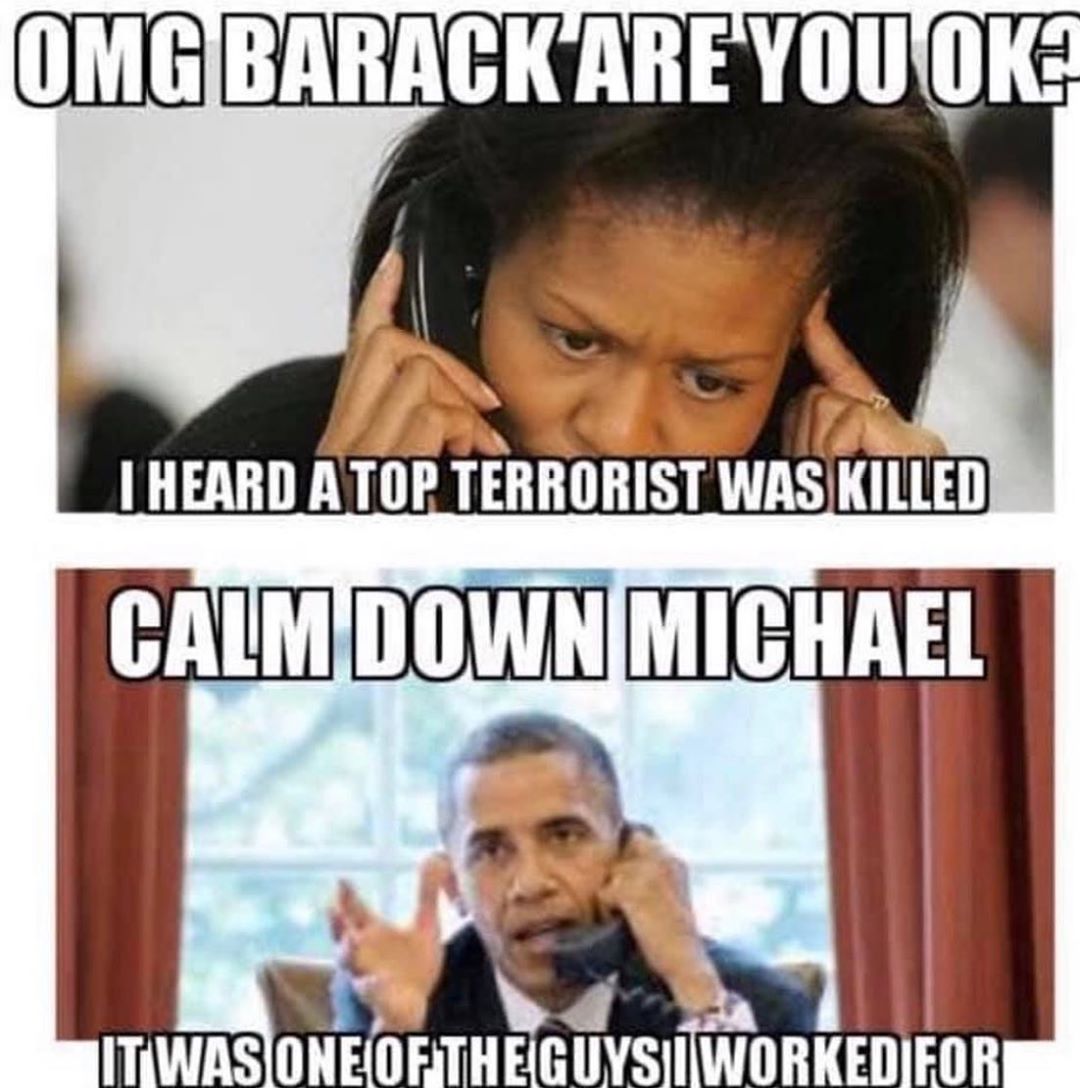 OMG BARACK ARE YOU OK?
I HEARD A TOP TERRORIST WAS KILLED
CALM DOWN MICHAEL
IT WAS ONE OF THE GUYS I WORKED FOR